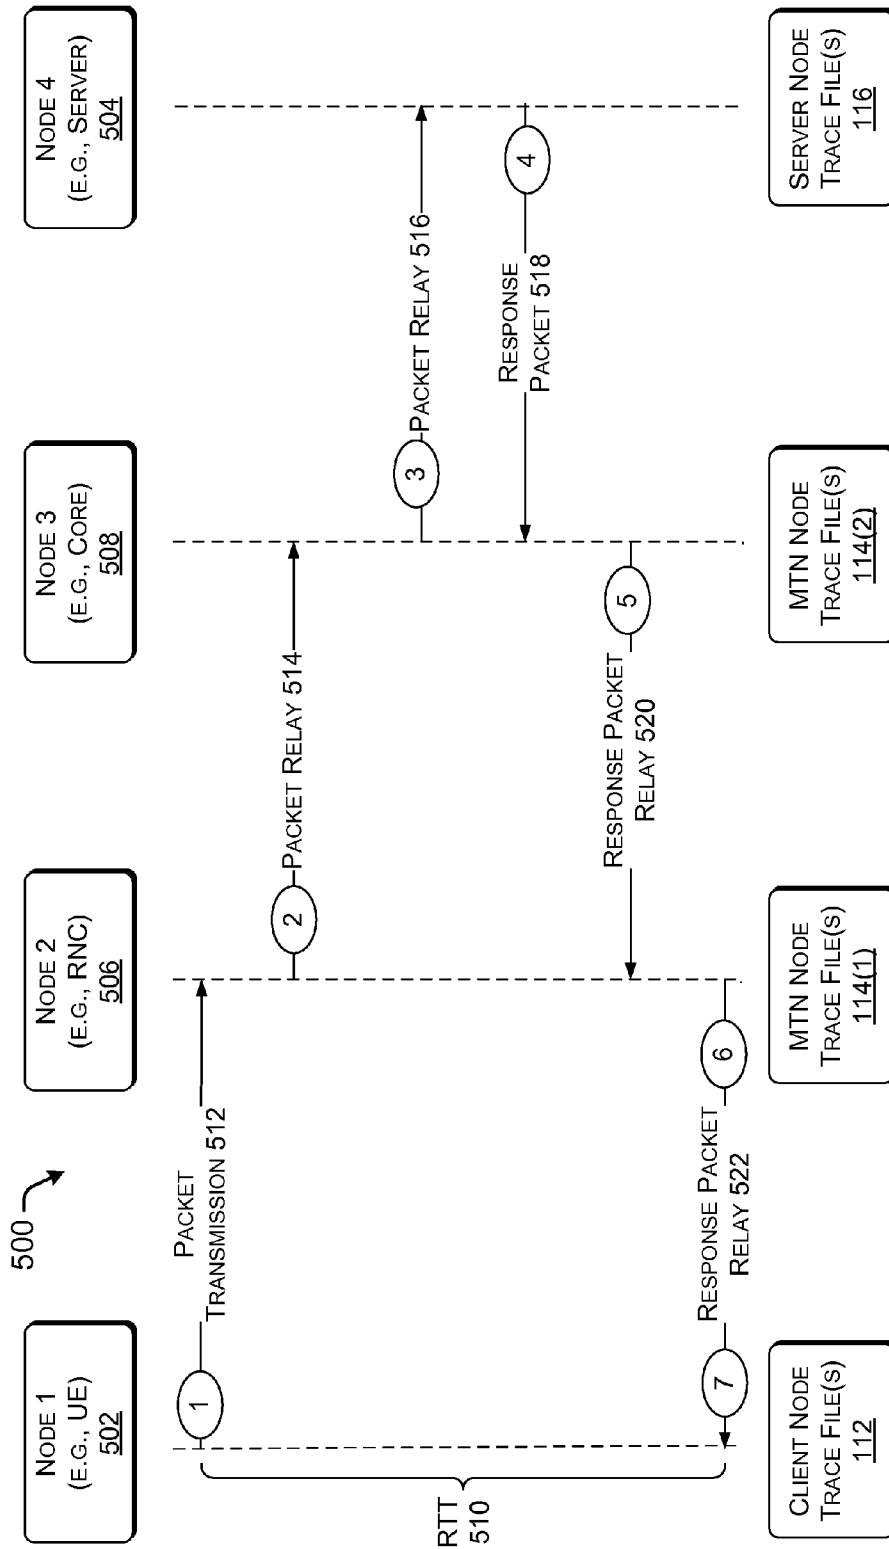 500
NODE 1
(E.G., UE)
502
NODE 2
(E.G., RNC)
506
NODE 3
(E.G., CORE)
508
NODE 4
(E.G., SERVER)
504
1
PACKET
TRANSMISSION 512
2
PACKET RELAY 514
3
PACKET RELAY 516
4
RESPONSE
PACKET 518
5
RESPONSE PACKET
RELAY 520
6
RESPONSE PACKET
RELAY 522
7
RTT
510
CLIENT NODE
TRACE FILE(S)
112
MTN NODE
TRACE FILE(S)
114(1)
MTN NODE
TRACE FILE(S)
114(2)
SERVER NODE
TRACE FILE(S)
116